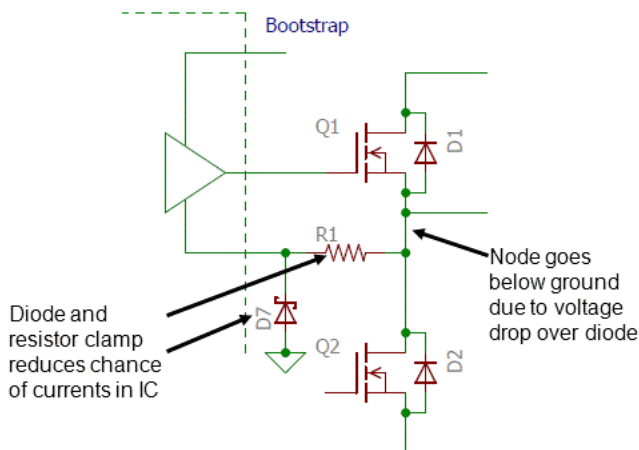 Bootstrap
Q1
D1
R1
Node goes
below ground
due to voltage
drop over diode
Diode and
resistor clamp
reduces chance
of currents in IC
D7
Q2
D2